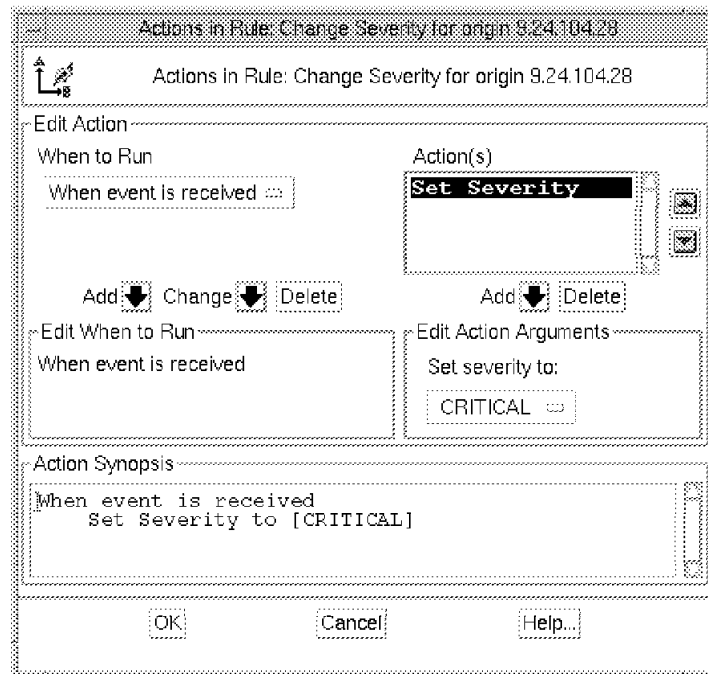 Actions in Rule: Change Severity for origin 9.24.104.28
Actions in Rule: Change Severity for origin 9.24.104.28
Edit Action
When to Run
Action(s)
When event is received
Set Severity
Add Change Delete
Add Delete
Edit When to Run
Edit Action Arguments
When event is received
Set severity to:
CRITICAL
Action Synopsis
When event is received
Set Severity to [CRITICAL]
OK Cancel Help...